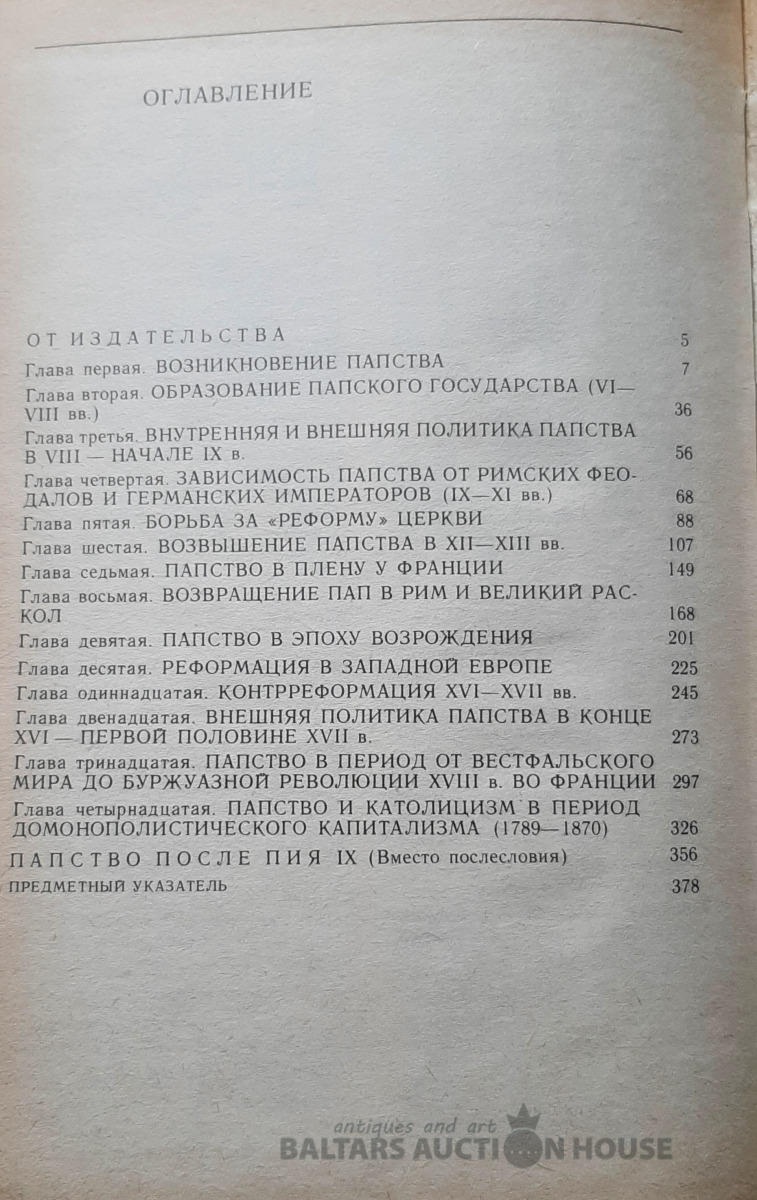 ОГЛАВЛЕНИЕ
ОТ ИЗДАТЕЛЬСТВА 5
Глава первая. ВОЗНИКНОВЕНИЕ ПАПСТВА 7
Глава вторая. ОБРАЗОВАНИЕ ПАПСКОГО ГОСУДАРСТВА (VI—
VIII вв.) 36
Глава третья. ВНУТРЕННЯЯ И ВНЕШНЯЯ ПОЛИТИКА ПАПСТВА
В VIII — НАЧАЛЕ IX в. 56
Глава четвертая. ЗАВИСИМОСТЬ ПАПСТВА ОТ РИМСКИХ ФЕО-
ДАЛОВ И ГЕРМАНСКИХ ИМПЕРАТОРОВ (IX—XI вв.) 68
Глава пятая. БОРЬБА ЗА «РЕФОРМУ» ЦЕРКВИ 88
Глава шестая. ВОЗВЫШЕНИЕ ПАПСТВА В XII—XIII вв. 107
Глава седьмая. ПАПСТВО В ПЛЕНУ У ФРАНЦИИ 149
Глава восьмая. ВОЗВРАЩЕНИЕ ПАП В РИМ И ВЕЛИКИЙ РАС-
КОЛ 168
Глава девятая. ПАПСТВО В ЭПОХУ ВОЗРОЖДЕНИЯ 201
Глава десятая. РЕФОРМАЦИЯ В ЗАПАДНОЙ ЕВРОПЕ 225
Глава одиннадцатая. КОНТРРЕФОРМАЦИЯ XVI—XVII вв. 245
Глава двенадцатая. ВНЕШНЯЯ ПОЛИТИКА ПАПСТВА В КОНЦЕ
XVI — ПЕРВОЙ ПОЛОВИНЕ XVII в. 273
Глава тринадцатая. ПАПСТВО В ПЕРИОД ОТ ВЕСТФАЛЬСКОГО
МИРА ДО БУРЖУАЗНОЙ РЕВОЛЮЦИИ XVIII в. ВО ФРАНЦИИ 297
Глава четырнадцатая. ПАПСТВО И КАТОЛИЦИЗМ В ПЕРИОД
ДОМОНОПОЛИСТИЧЕСКОГО КАПИТАЛИЗМА (1789—1870) 326
ПАПСТВО ПОСЛЕ ПИЯ IX (Вместо послесловия) 356
ПРЕДМЕТНЫЙ УКАЗАТЕЛЬ 378
antiques and art
BALTARS AUCTION HOUSE